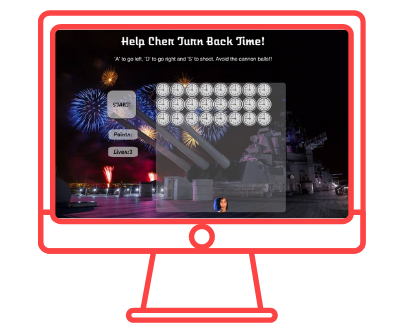 Help Cher Turn Back Time!
'A' to go left, 'D' to go right and 'S' to shoot. Avoid the cannon balls!!
START
Points:
Lives:3